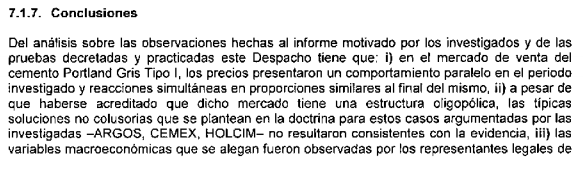 7.1.7. Conclusiones
Del análisis sobre las observaciones hechas al informe motivado por los investigados y de las
pruebas decretadas y practicadas este Despacho tiene que: i) en el mercado de venta del
cemento Portland Gris Tipo I, los precios presentaron un comportamiento paralelo en el periodo
investigado y reacciones simultáneas en proporciones similares al final del mismo, ii) a pesar de
que haberse acreditado que dicho mercado tiene una estructura oligopólica, las típicas
soluciones no colusorias que se plantean en la doctrina para estos casos argumentadas por las
investigadas –ARGOS, CEMEX, HOLCIM– no resultaron consistentes con la evidencia, iii) las
variables macroeconómicas que se alegan fueron observadas por los representantes legales de